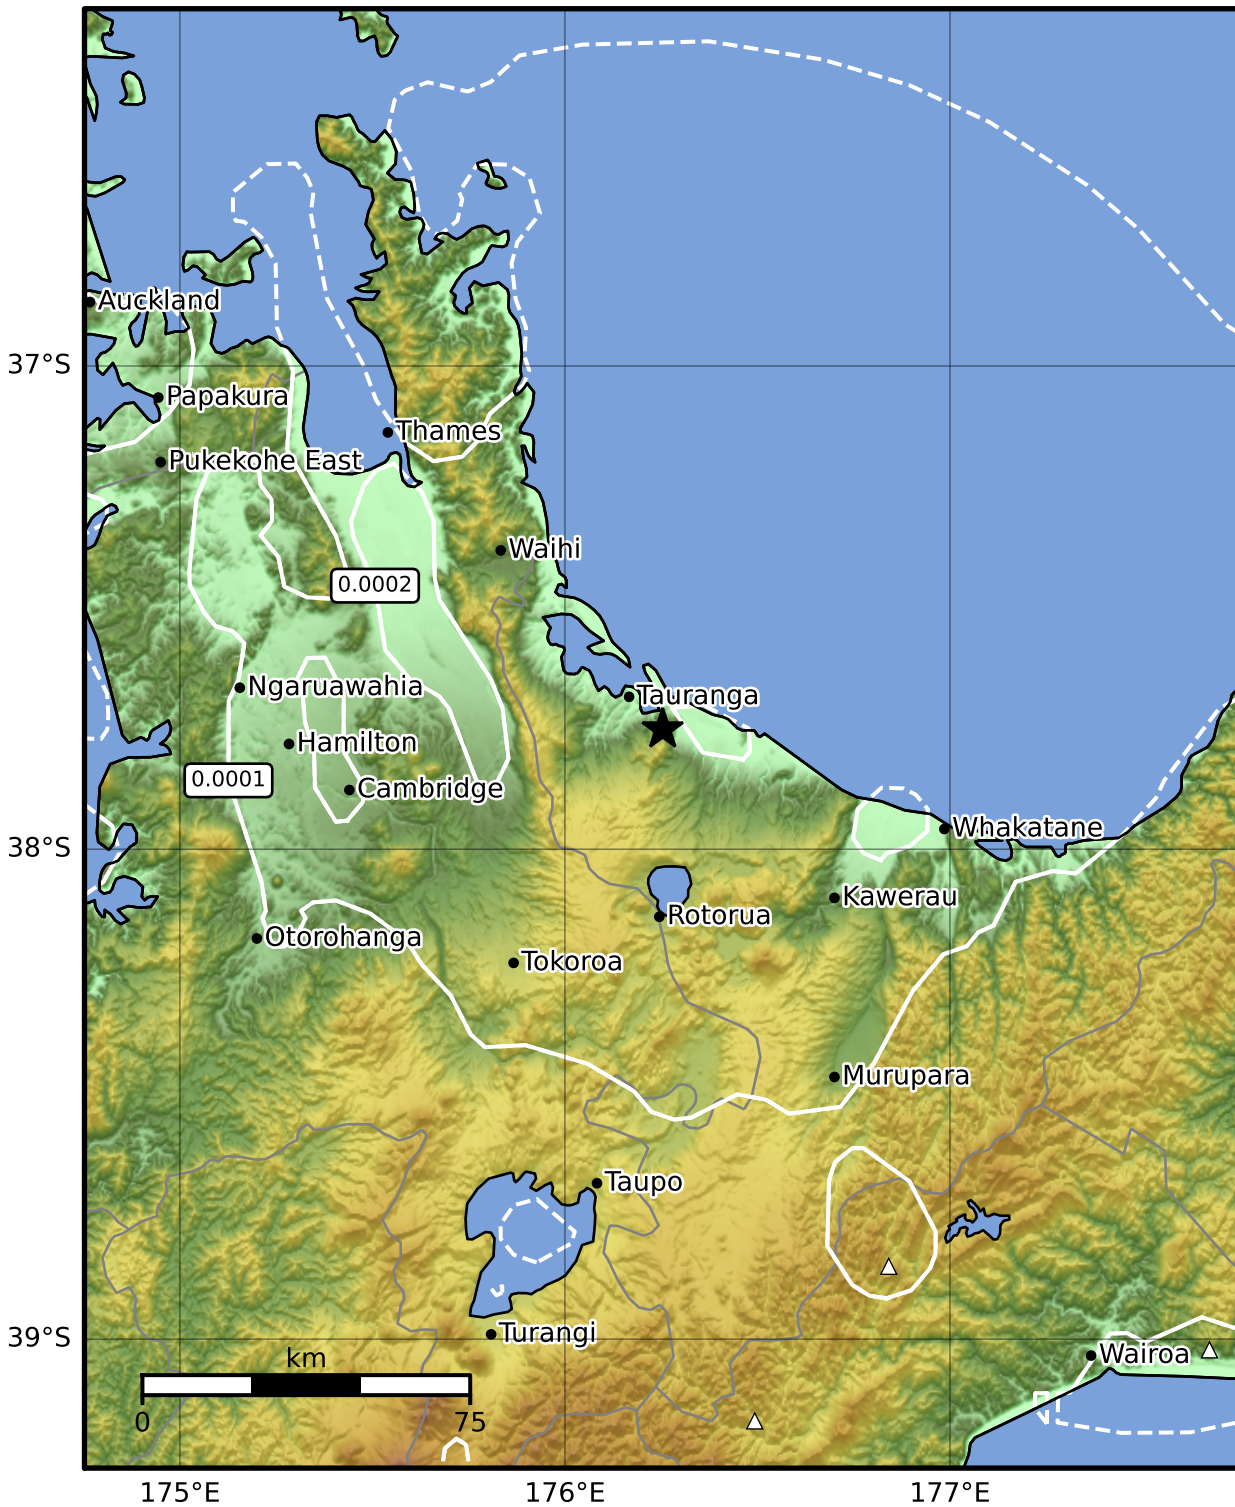 Auckland
37°S
Papakura
Thames
Pukekohe East
Waihi
0.0002
Ngaruawahia
Tauranga
Hamilton
0.0001
Cambridge
Whakatane
38°S
Kawerau
Rotorua
Otorohanga
Tokoroa
Murupara
Taupo
Turangi
39°S
Wairoa
km
0
75
175°E
176°E
177°E